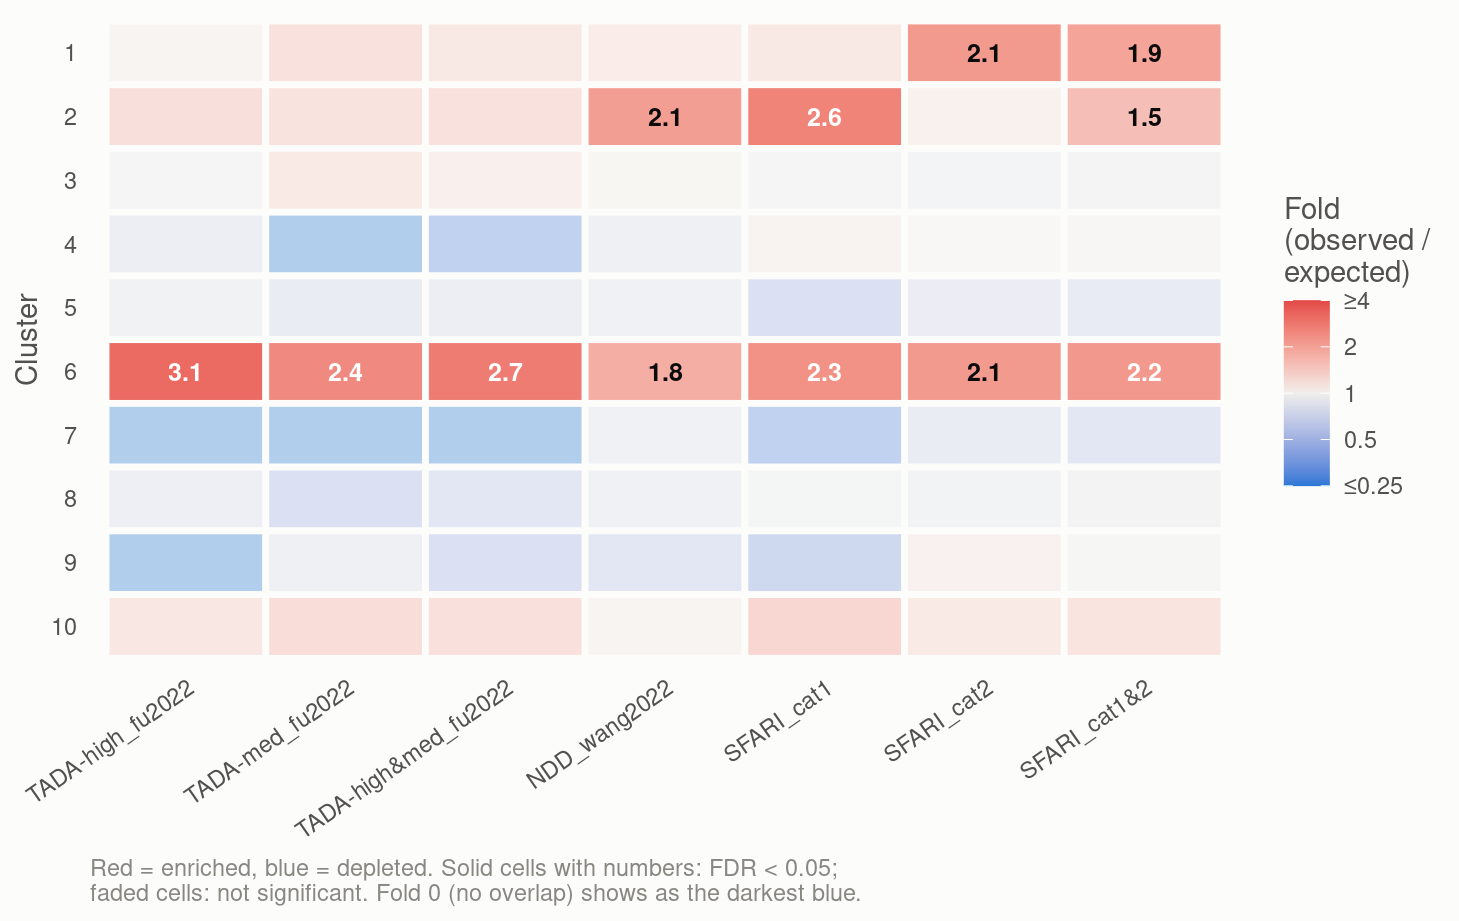 1 2.1 1.9
2 2.1 2.6 1.5
3
4
5
6 3.1 2.4 2.7 1.8 2.3 2.1 2.2
7
8
9
10
Cluster
TADA-high_fu2022
TADA-med_fu2022
TADA-high&med_fu2022
NDD_wang2022
SFARI_cat1
SFARI_cat2
SFARI_cat1&2
Fold
(observed /
expected)
≥4
2
1
0.5
≤0.25
Red = enriched, blue = depleted. Solid cells with numbers: FDR < 0.05;
faded cells: not significant. Fold 0 (no overlap) shows as the darkest blue.